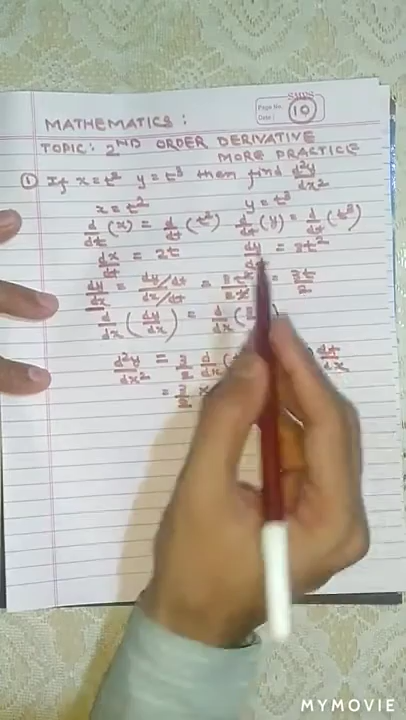 SHPS
Page No. 10
Date :
MATHEMATICS :
TOPIC: 2ND ORDER DERIVATIVE
MORE PRACTICE
① If x = t² y = t³ then find d²y/dx²
x = t² y = t³
d/dt (x) = d/dt (t²) d/dt (y) = d/dt (t³)
dx/dt = 2t dy/dt = 3t²
dy/dx = dy/dt / dx/dt = 3t²/2t = 3t/2
d/dx (dy/dx) = d/dx (
d²y/dx² = 3/2 d/dx ( dt/dx
= 3/2 x
MYMOVIE